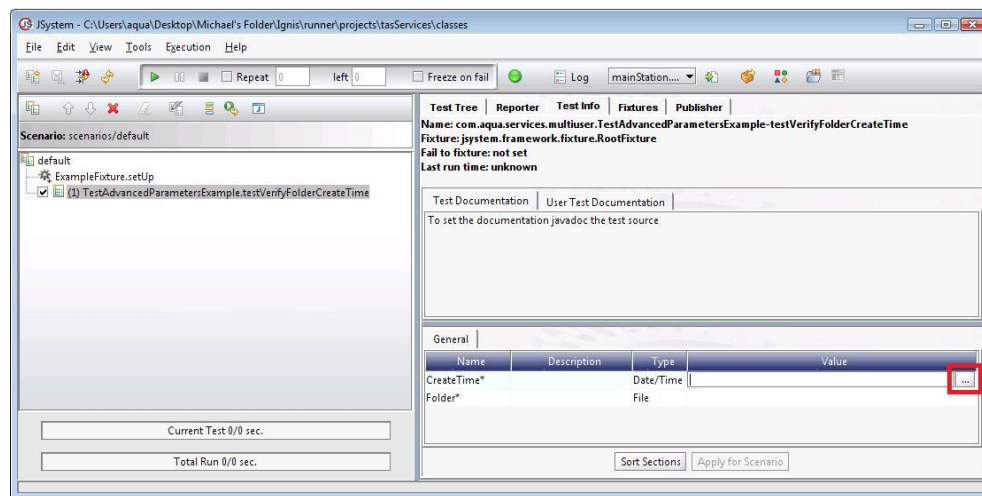 JSystem - C:\Users\aqua\Desktop\Michael's Folder\Ignis\runner\projects\tasServices\classes
File Edit View Tools Execution Help
Repeat 0 left 0 Freeze on fail Log mainStation....
Scenario: scenarios/default
default
ExampleFixture.setUp
(1) TestAdvancedParametersExample.testVerifyFolderCreateTime
Current Test 0/0 sec.
Total Run 0/0 sec.
Test Tree Reporter Test Info Fixtures Publisher
Name: com.aqua.services.multiuser.TestAdvancedParametersExample-testVerifyFolderCreateTime
Fixture: jsystem.framework.fixture.RootFixture
Fail to fixture: not set
Last run time: unknown
Test Documentation User Test Documentation
To set the documentation javadoc the test source
General
Name Description Type Value
CreateTime* Date/Time ...
Folder* File
Sort Sections Apply for Scenario